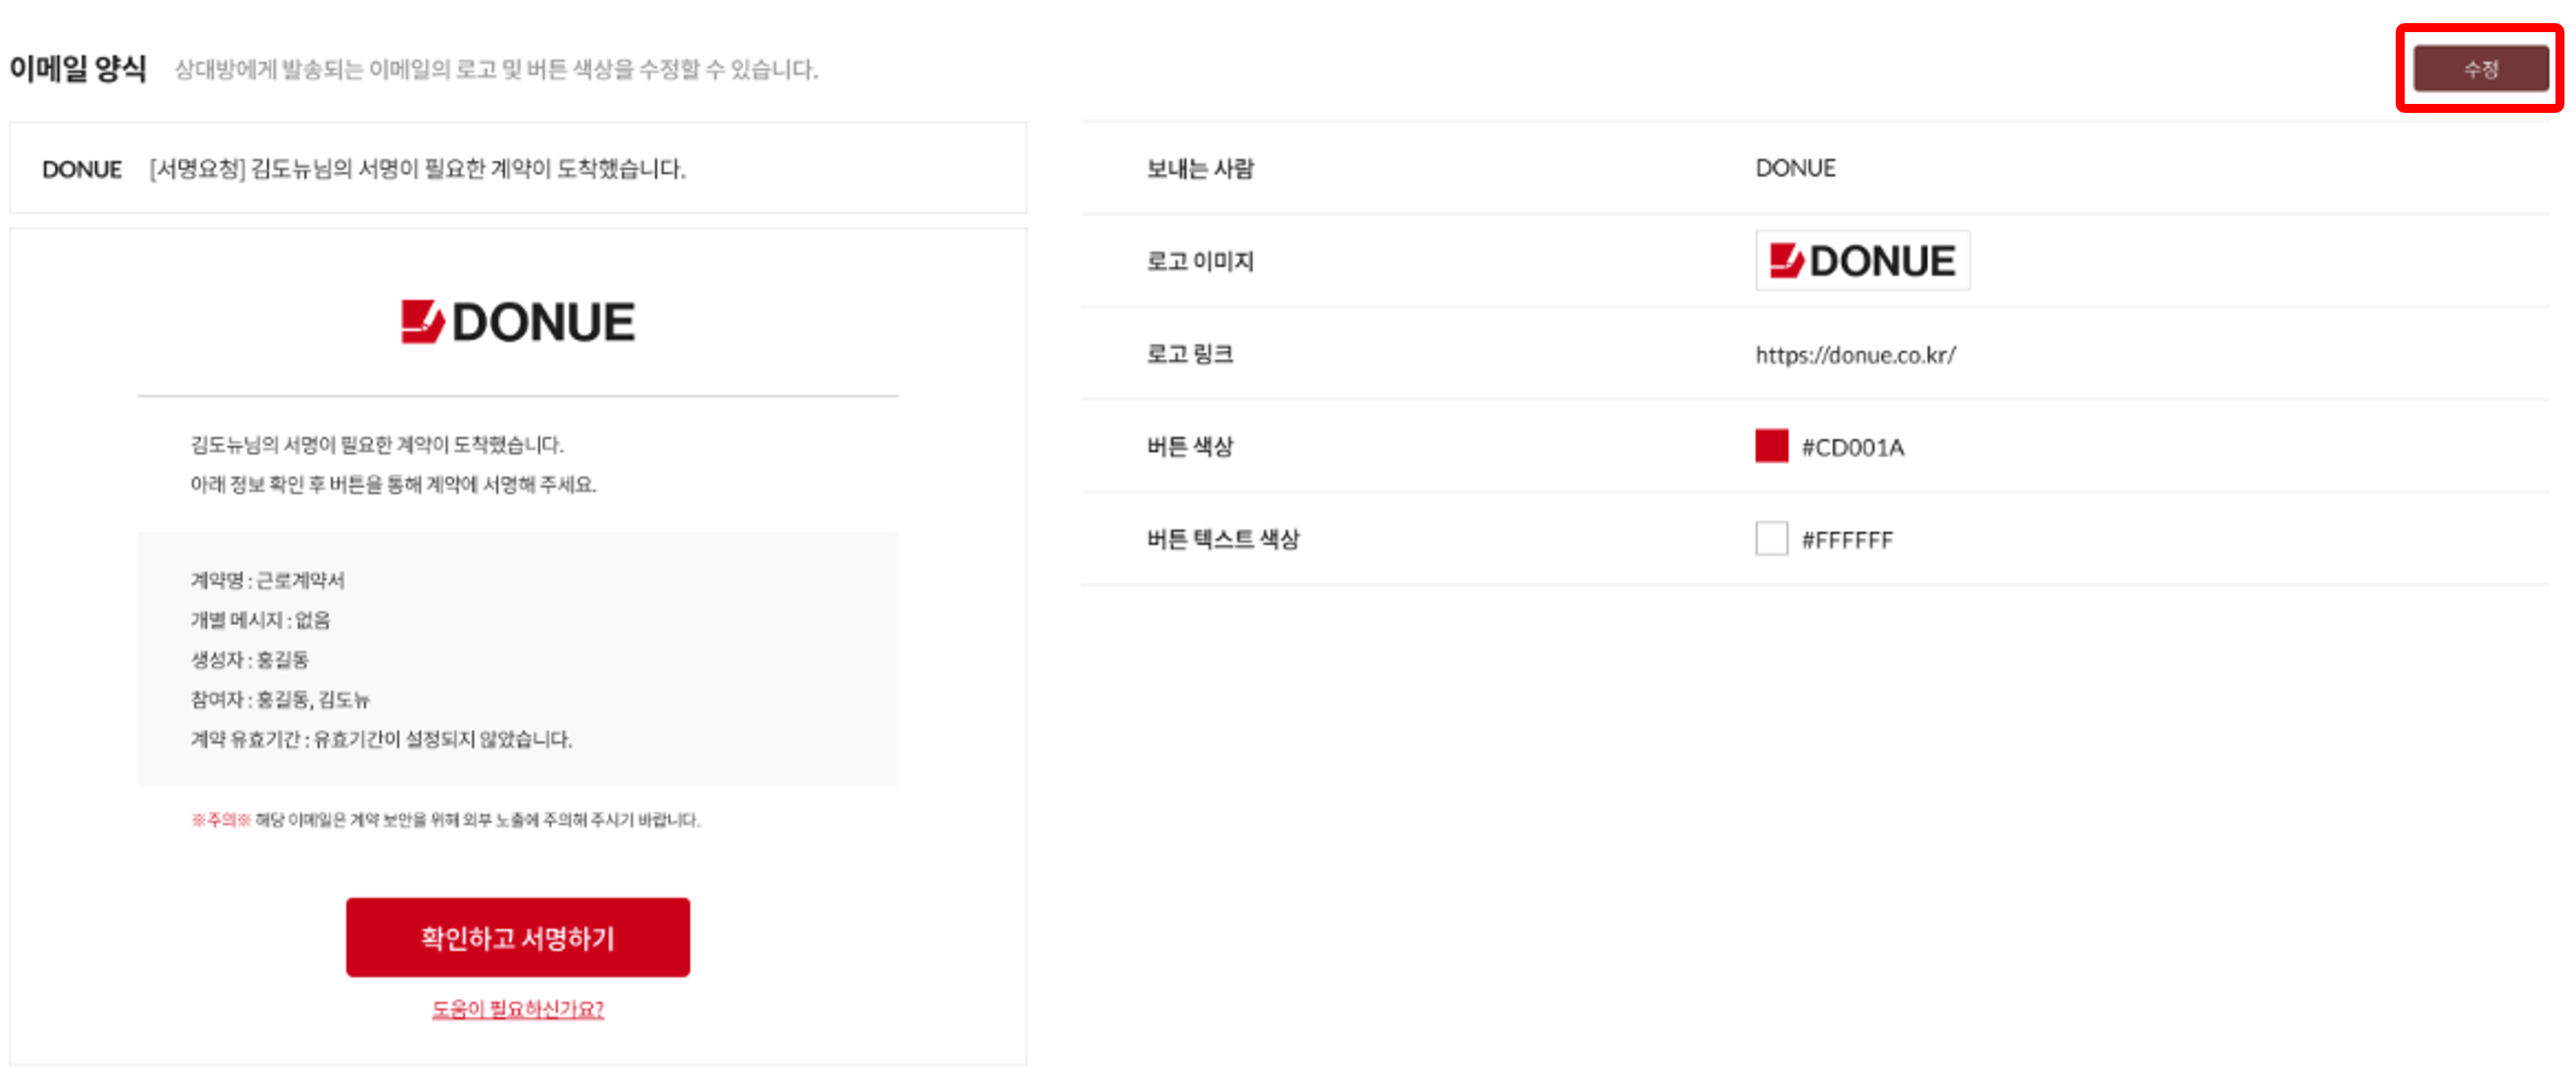 이메일 양식 상대방에게 발송되는 이메일의 로고 및 버튼 색상을 수정할 수 있습니다.
수정
DONUE [서명요청] 김도뉴님의 서명이 필요한 계약이 도착했습니다.
DONUE
김도뉴님의 서명이 필요한 계약이 도착했습니다.
아래 정보 확인 후 버튼을 통해 계약에 서명해 주세요.
계약명 : 근로계약서
개별 메시지 : 없음
생성자 : 홍길동
참여자 : 홍길동, 김도뉴
계약 유효기간 : 유효기간이 설정되지 않았습니다.
※주의※ 해당 이메일은 계약 보안을 위해 외부 노출에 주의해 주시기 바랍니다.
확인하고 서명하기
도움이 필요하신가요?
보내는 사람 DONUE
로고 이미지 DONUE
로고 링크 https://donue.co.kr/
버튼 색상 #CD001A
버튼 텍스트 색상 #FFFFFF